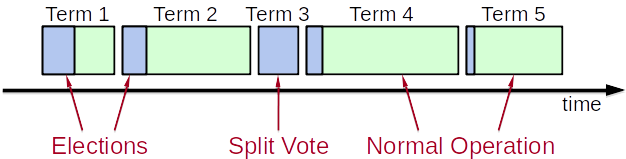 Term 1 Term 2 Term 3 Term 4 Term 5
time
Elections Split Vote Normal Operation